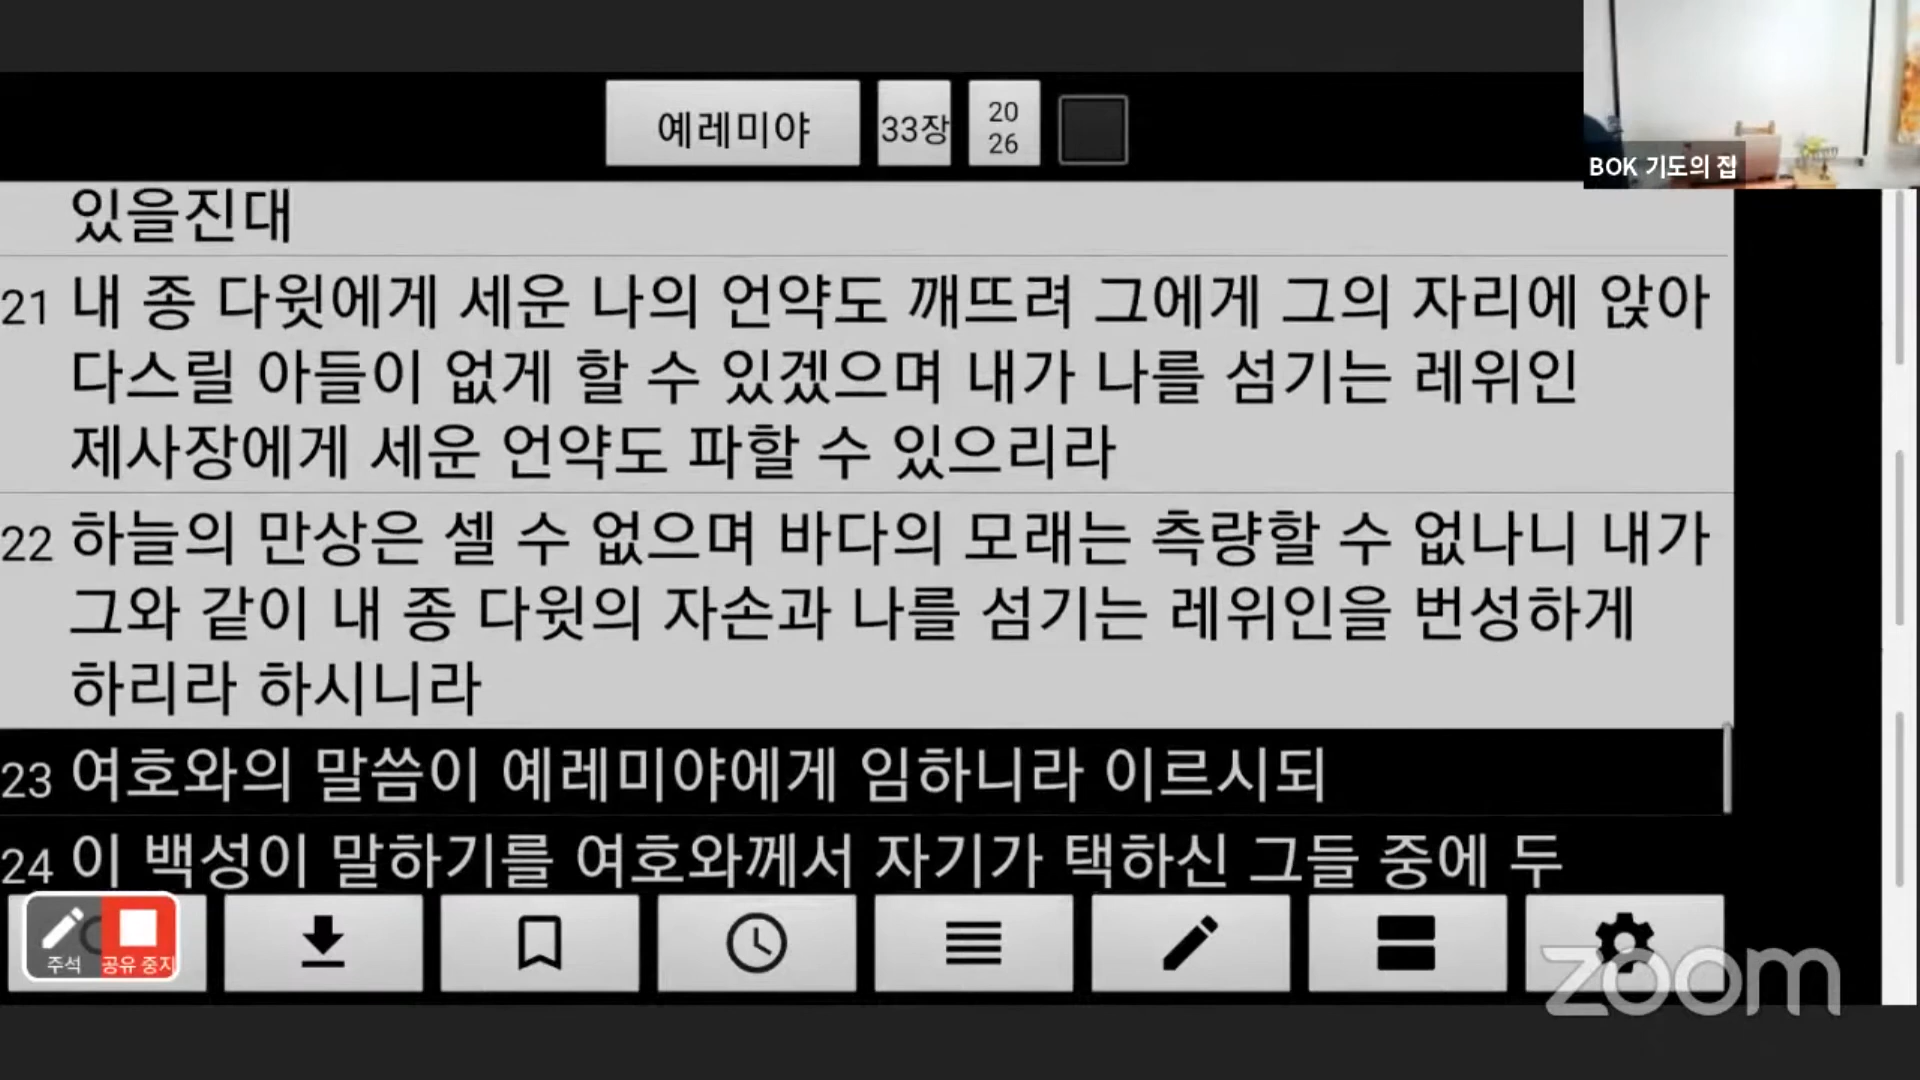 예레미야
33장
20
26
BOK 기도의 집
있을진대
21 내 종 다윗에게 세운 나의 언약도 깨뜨려 그에게 그의 자리에 앉아
다스릴 아들이 없게 할 수 있겠으며 내가 나를 섬기는 레위인
제사장에게 세운 언약도 파할 수 있으리라
22 하늘의 만상은 셀 수 없으며 바다의 모래는 측량할 수 없나니 내가
그와 같이 내 종 다윗의 자손과 나를 섬기는 레위인을 번성하게
하리라 하시니라
23 여호와의 말씀이 예레미야에게 임하니라 이르시되
24 이 백성이 말하기를 여호와께서 자기가 택하신 그들 중에 두
주석
공유 중지
zoom